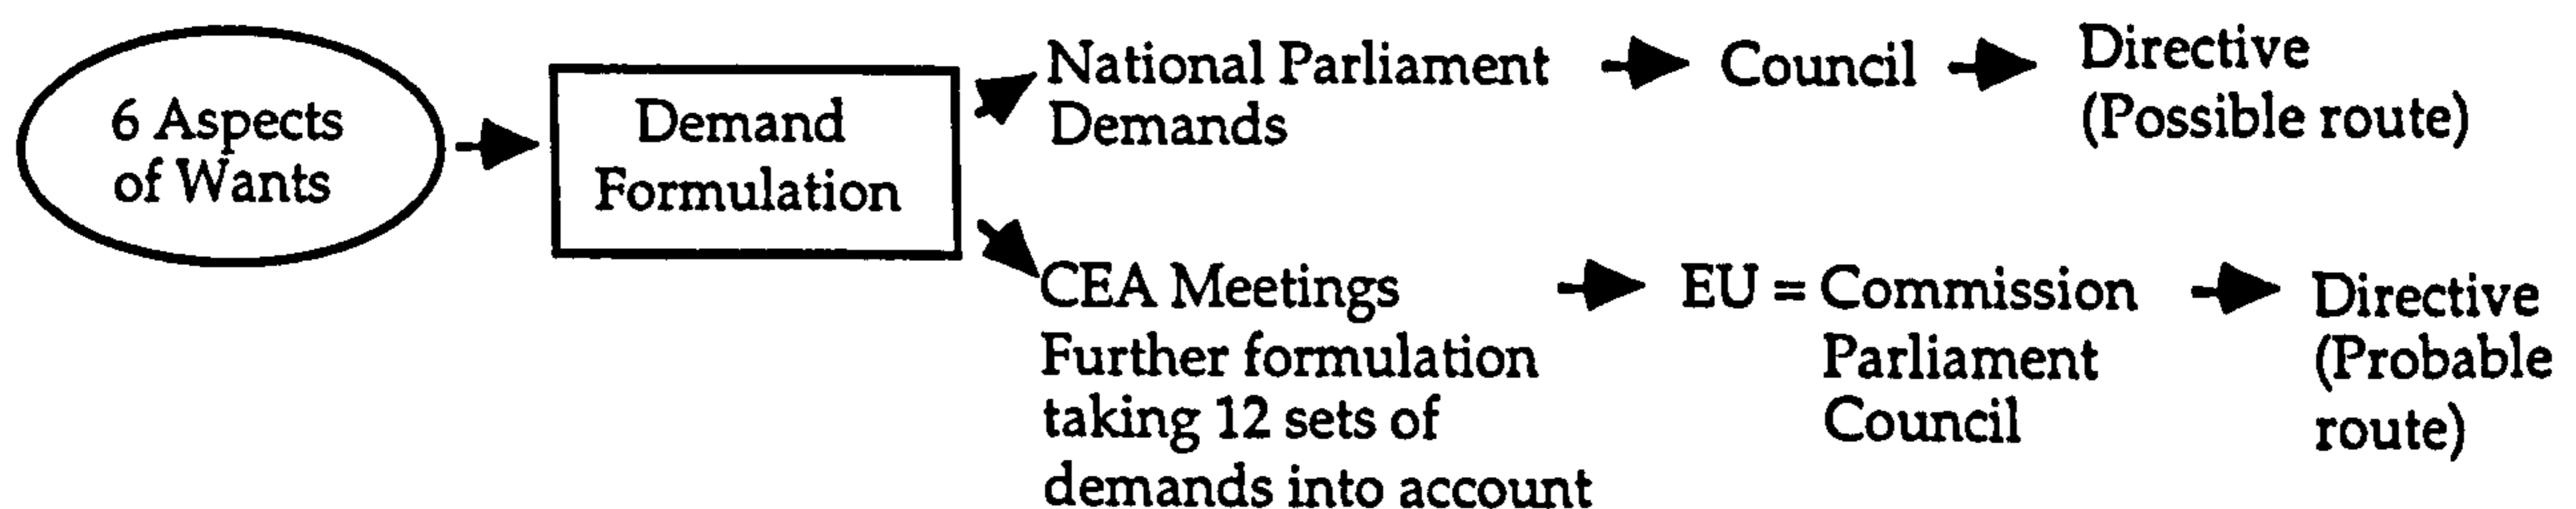 6 Aspects
of Wants
Demand
Formulation
National Parliament
Demands
Council
Directive
(Possible route)
CEA Meetings
Further formulation
taking 12 sets of
demands into account
EU = Commission
Parliament
Council
Directive
(Probable
route)